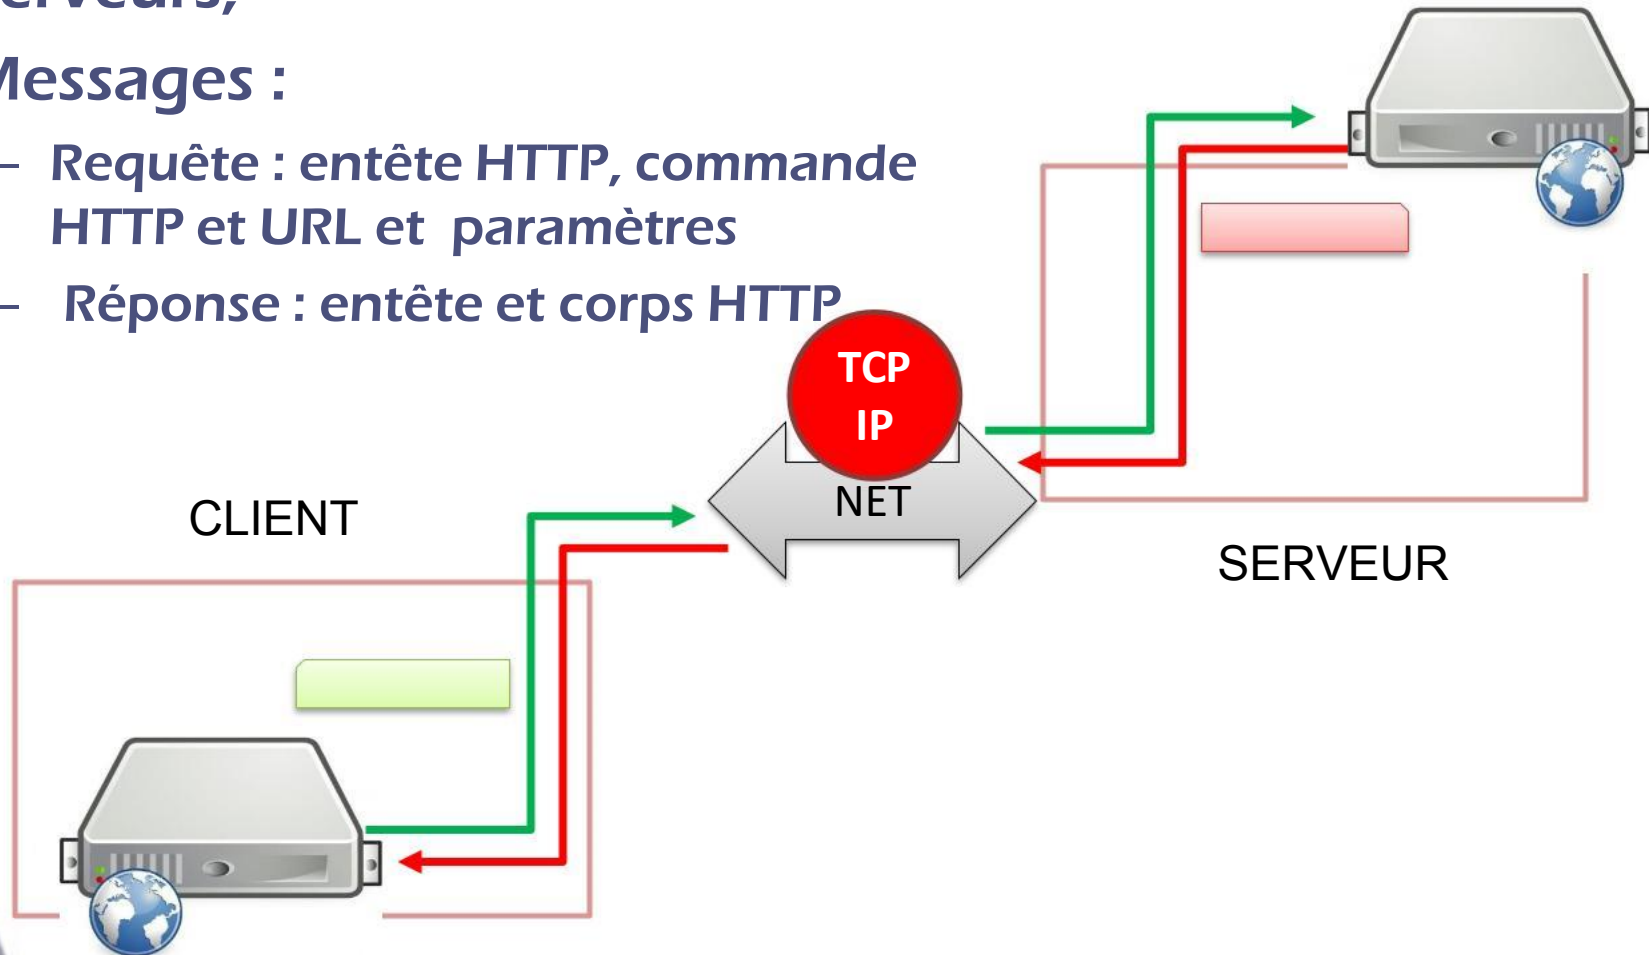 Messages :
– Requête : entête HTTP, commande
HTTP et URL et paramètres
– Réponse : entête et corps HTTP
TCP
IP
NET
CLIENT
SERVEUR